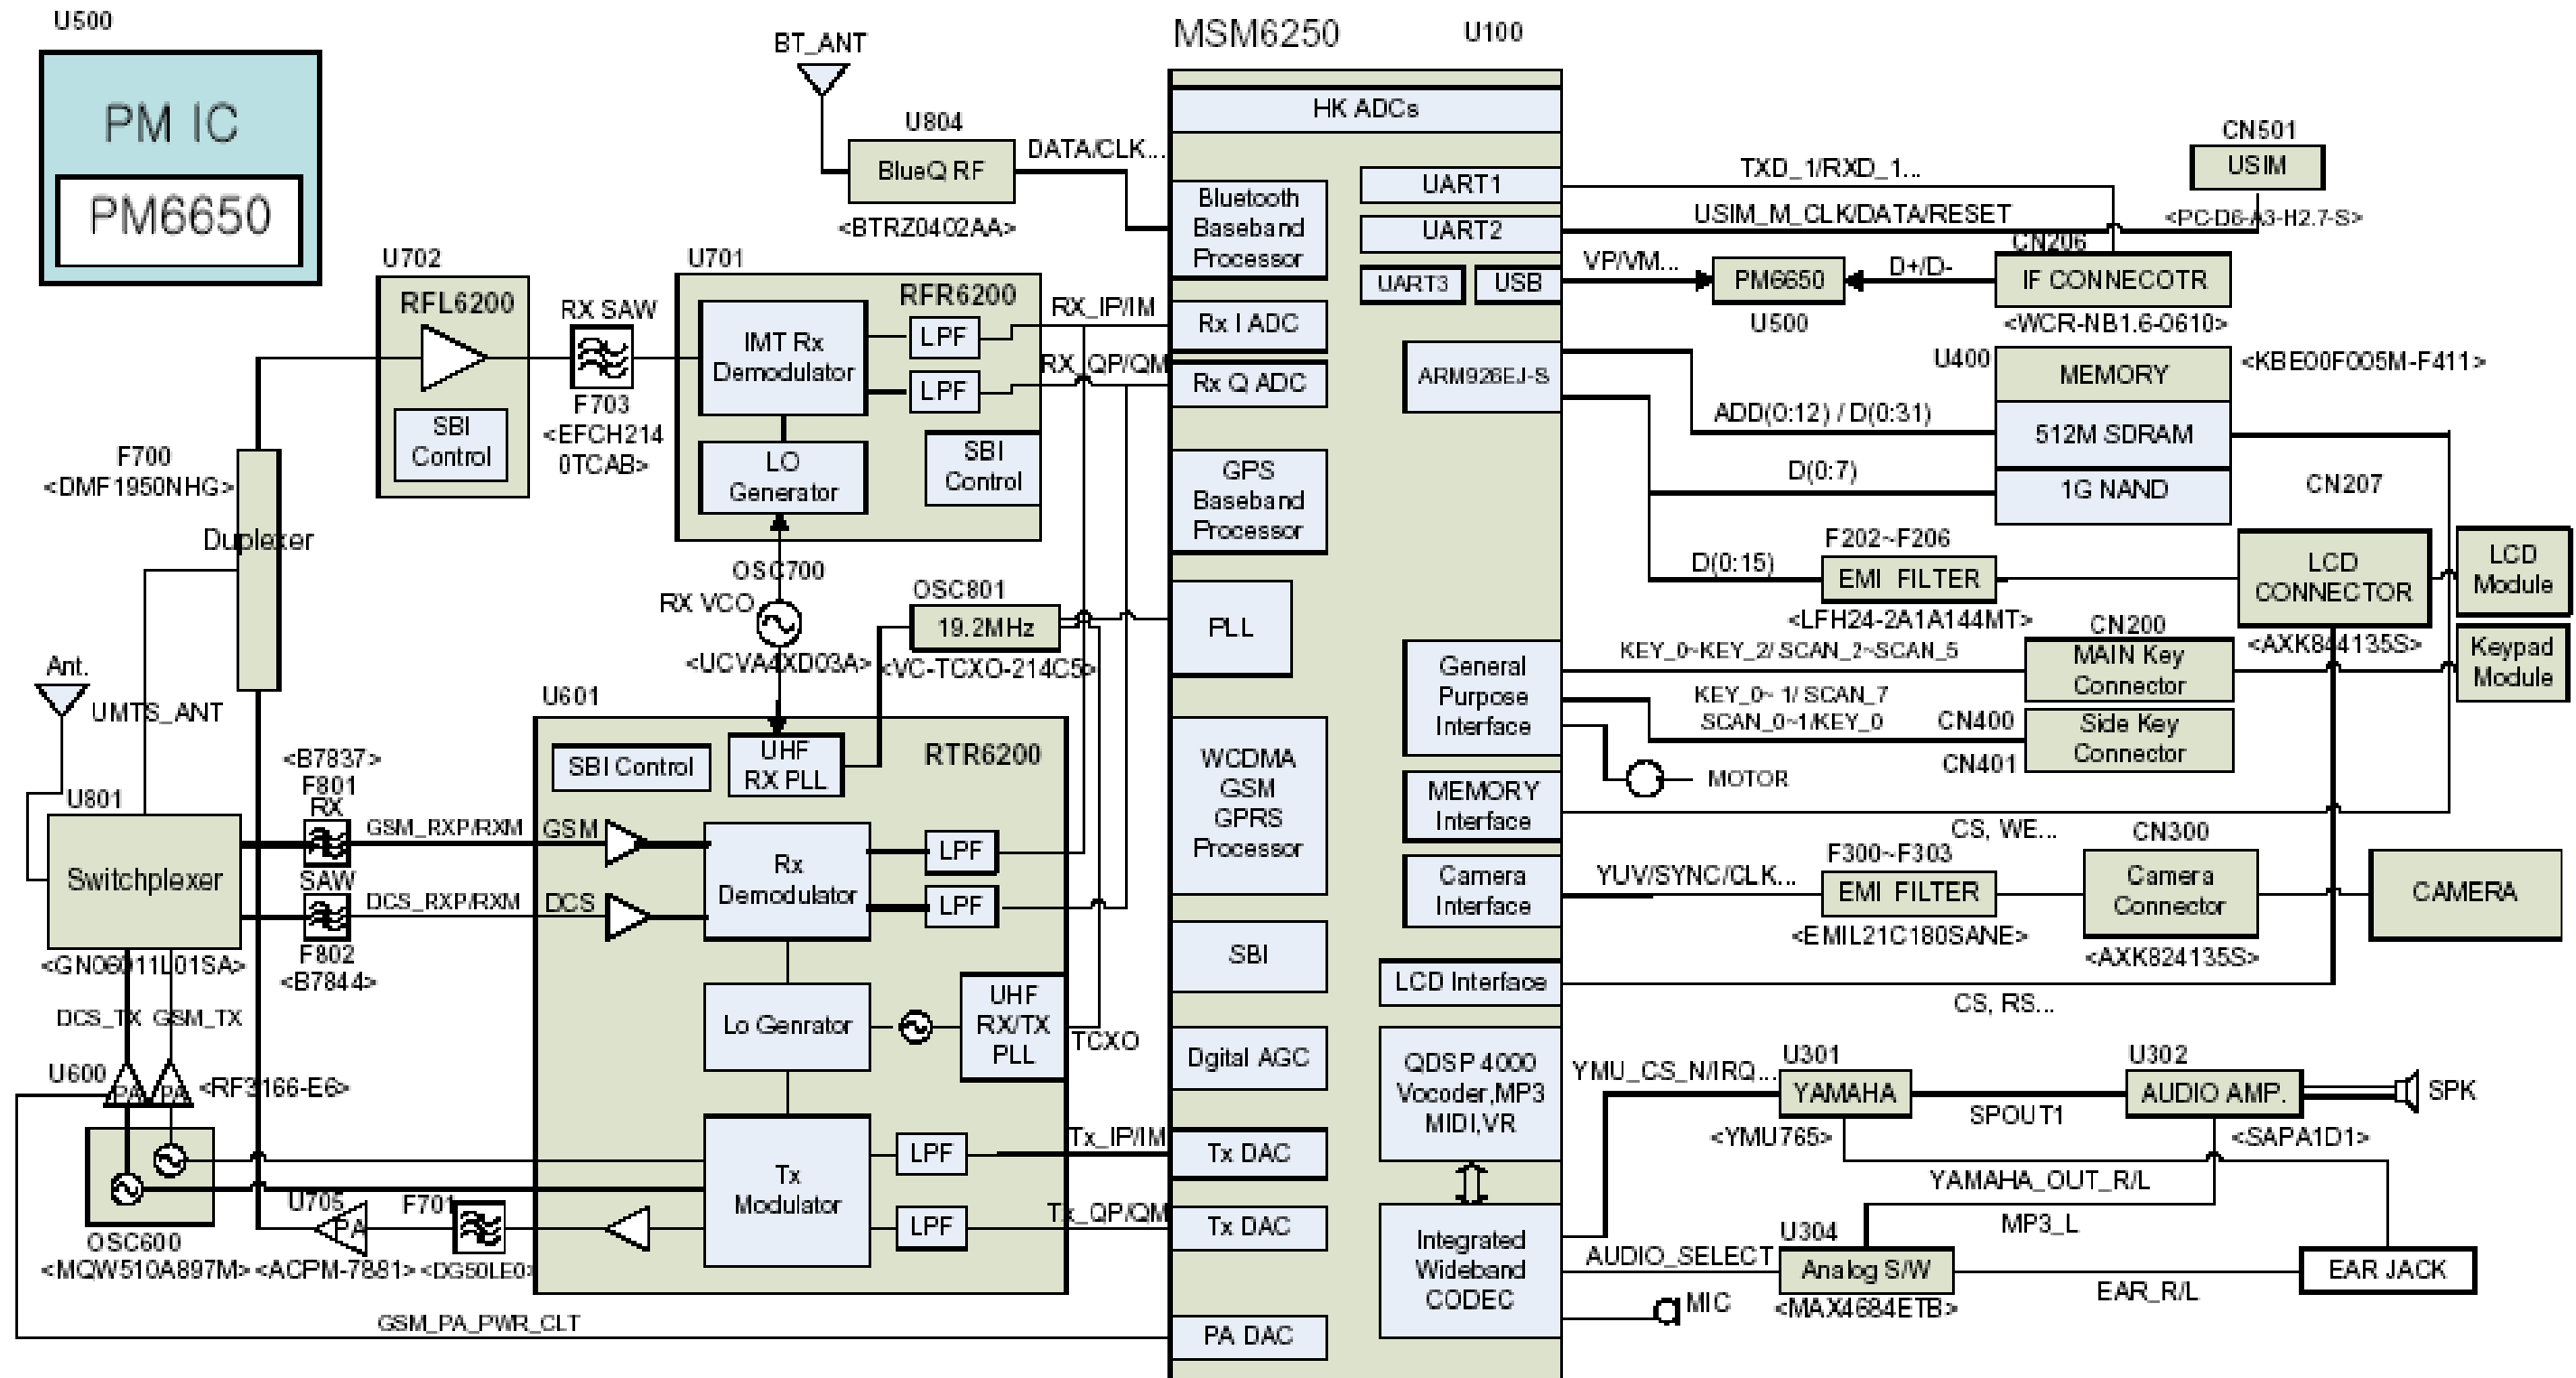 U500
PM IC
PM6650
BT_ANT
U804
BlueQ RF
<BTRZ0402AA>
DATA/CLK...
MSM6250
U100
HK ADCs
Bluetooth
Baseband
Processor
UART1
UART2
UART3
USB
TXD_1/RXD_1...
USIM_M_CLK/DATA/RESET
CN501
USIM
<PC-D6-A3-H2.7-S>
VP/VM...
PM6650
U500
D+/D-
CN206
IF CONNECOTR
<WCR-NB1.6-0610>
U702
RFL6200
SBI
Control
RX SAW
F703
<EFCH214
0TCAB>
U701
RFR6200
IMT Rx
Demodulator
LPF
LPF
LO
Generator
SBI
Control
RX_IP/IM
RX_QP/QM
Rx I ADC
Rx Q ADC
ARM926EJ-S
U400
MEMORY
512M SDRAM
1G NAND
<KBE00F005M-F411>
ADD(0:12) / D(0:31)
D(0:7)
D(0:15)
F202~F206
EMI FILTER
<LFH24-2A1A144MT>
CN207
LCD
CONNECTOR
<AXK844135S>
LCD
Module
Keypad
Module
F700
<DMF1950NHG>
Duplexer
GPS
Baseband
Processor
OSC700
RX VCO
<UCVA4XD03A>
OSC801
19.2MHz
<VC-TCXO-214C5>
PLL
General
Purpose
Interface
KEY_0~KEY_2/ SCAN_2~SCAN_5
CN200
MAIN Key
Connector
KEY_0~ 1/ SCAN_7
SCAN_0~1/KEY_0
CN400
Side Key
Connector
CN401
MOTOR
Ant.
UMTS_ANT
U801
Switchplexer
<GN06011L01SA>
<B7837>
F801
RX
SAW
F802
<B7844>
GSM_RXP/RXM
DCS_RXP/RXM
U601
RTR6200
SBI Control
UHF
RX PLL
GSM
DCS
Rx
Demodulator
LPF
LPF
Lo Genrator
UHF
RX/TX
PLL
TCXO
WCDMA
GSM
GPRS
Processor
MEMORY
Interface
CS, WE...
Camera
Interface
YUV/SYNC/CLK...
F300~F303
EMI FILTER
<EMIL21C180SANE>
CN300
Camera
Connector
<AXK824135S>
CAMERA
SBI
LCD Interface
CS, RS...
DCS_TX
GSM_TX
U600
PA
PA
<RF3166-E6>
OSC600
<MQW510A897M>
U705
PA
<ACPM-7881>
F701
<DG50LE0>
Tx
Modulator
LPF
LPF
Tx_IP/IM
Tx_QP/QM
Dgital AGC
Tx DAC
Tx DAC
PA DAC
GSM_PA_PWR_CLT
QDSP 4000
Vocoder,MP3
MIDI,VR
Integrated
Wideband
CODEC
YMU_CS_N/IRQ...
U301
YAMAHA
<YMU765>
SPOUT1
U302
AUDIO AMP.
<SAPA1D1>
SPK
YAMAHA_OUT_R/L
MP3_L
AUDIO_SELECT
U304
Analog S/W
<MAX4684ETB>
EAR_R/L
EAR JACK
MIC